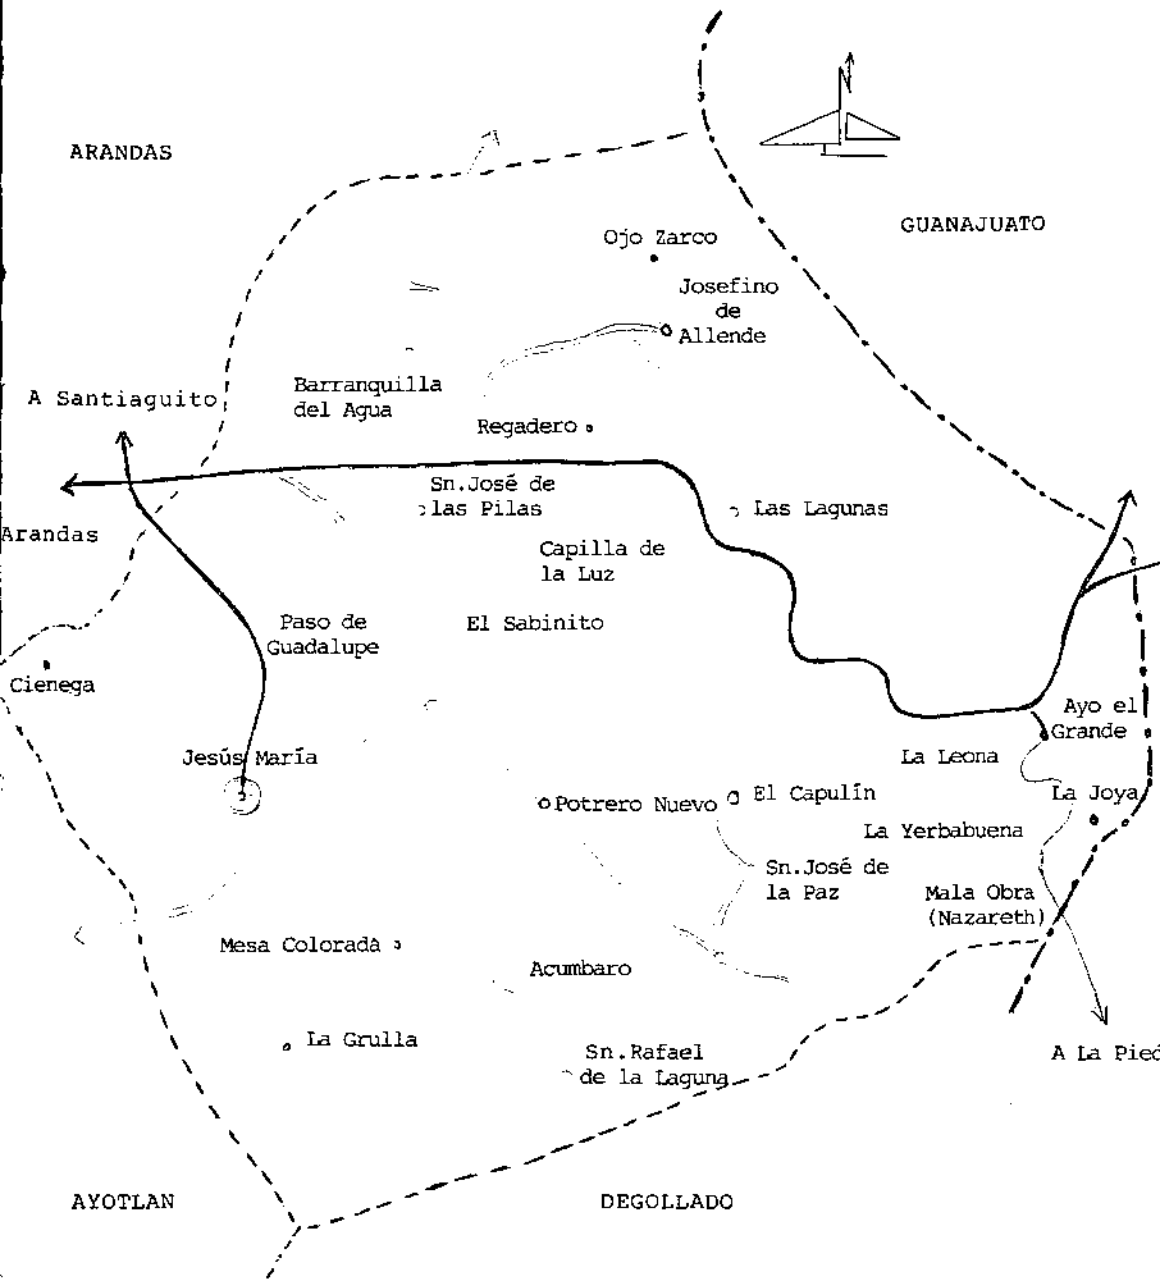 ARANDAS
GUANAJUATO
Ojo Zarco
Josefino
de
Allende
Barranquilla
del Agua
A Santiaguito
Regadero
Sn.José de
las Pilas
Las Lagunas
Arandas
Capilla de
la Luz
Paso de
Guadalupe
El Sabinito
Cienega
Ayo el
Grande
Jesús María
La Leona
Potrero Nuevo
El Capulín
La Joya
La Yerbabuena
Sn.José de
la Paz
Mala Obra
(Nazareth)
Mesa Colorada
Acumbaro
La Grulla
Sn.Rafael
de la Laguna
A La Pied
AYOTLAN
DEGOLLADO